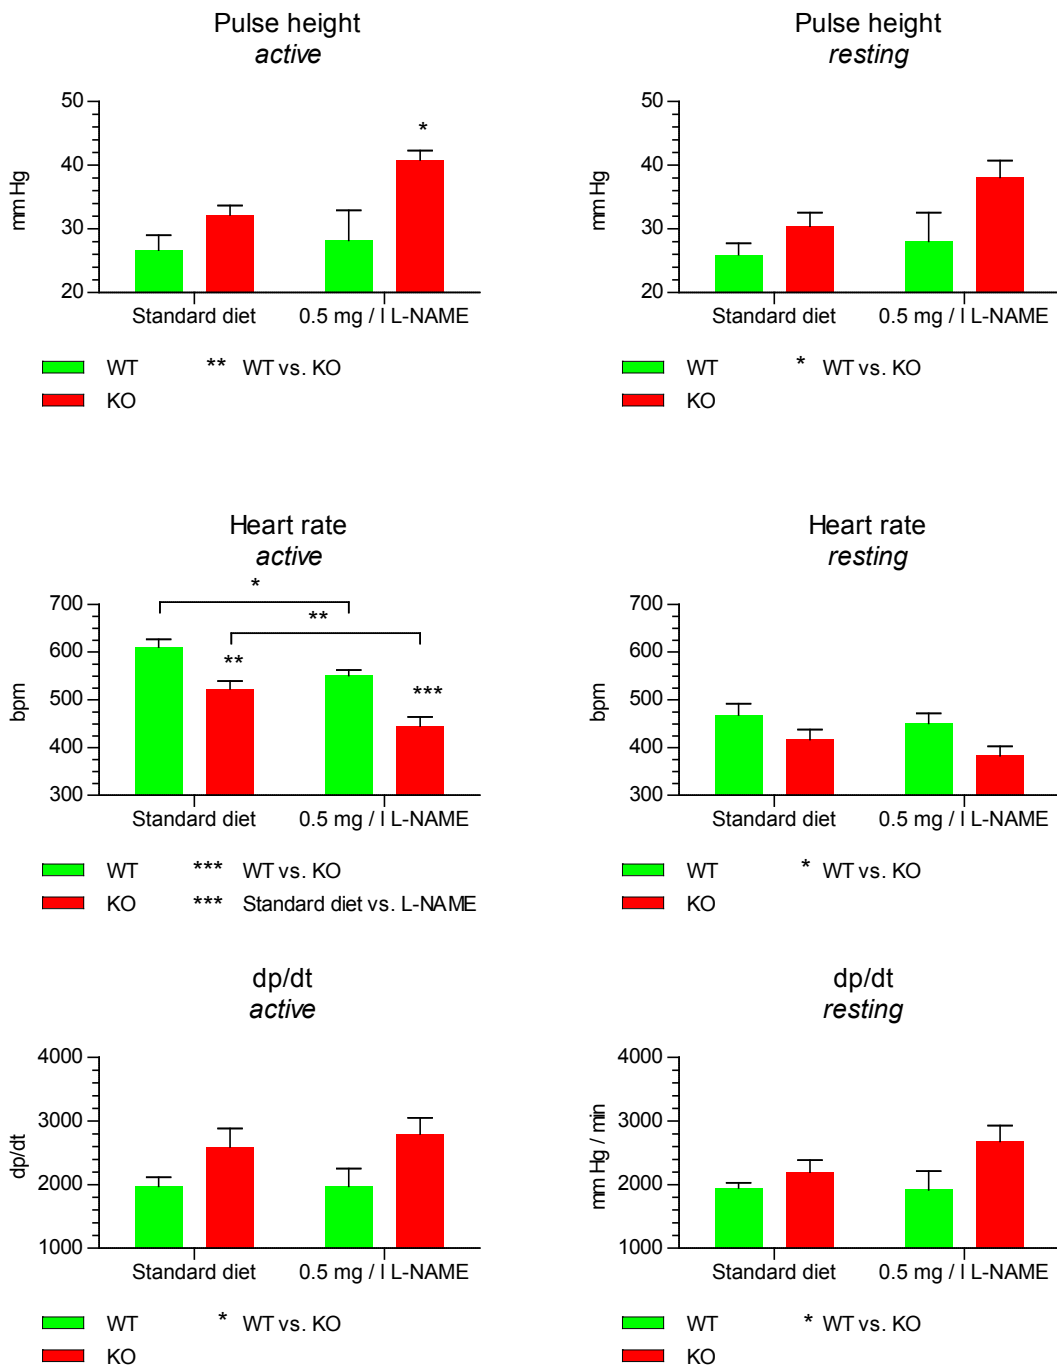 Pulse height
active
50
40
30
20
mm Hg
*
Standard diet
0.5 mg / l L-NAME
WT
** WT vs. KO
KO
Pulse height
resting
50
40
30
20
mm Hg
Standard diet
0.5 mg / l L-NAME
WT
* WT vs. KO
KO
Heart rate
active
700
600
500
400
300
bpm
*
**
**
***
Standard diet
0.5 mg / l L-NAME
WT
*** WT vs. KO
KO
*** Standard diet vs. L-NAME
Heart rate
resting
700
600
500
400
300
bpm
Standard diet
0.5 mg / l L-NAME
WT
* WT vs. KO
KO
dp/dt
active
4000
3000
2000
1000
dp/dt
Standard diet
0.5 mg / l L-NAME
WT
* WT vs. KO
KO
dp/dt
resting
4000
3000
2000
1000
mm Hg / min
Standard diet
0.5 mg / l L-NAME
WT
* WT vs. KO
KO